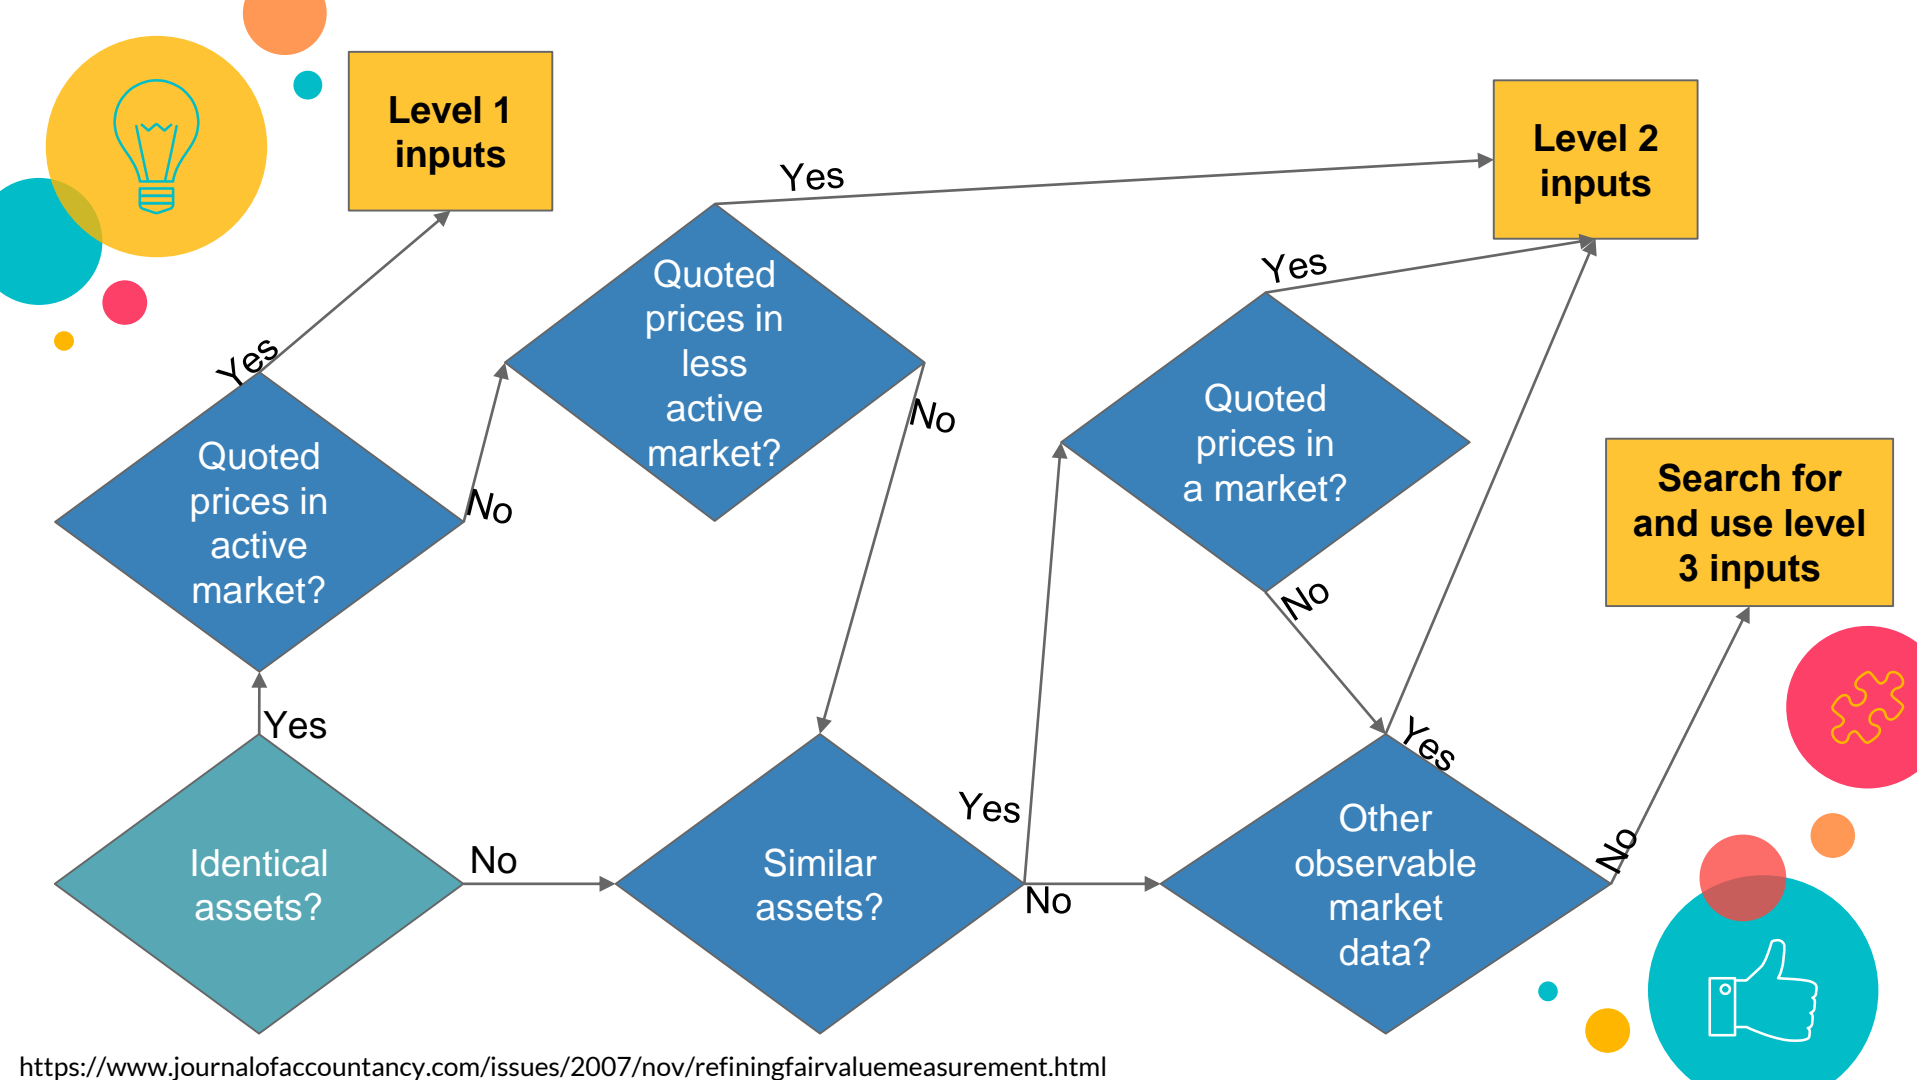 Level 1
inputs
Level 2
inputs
Yes
Quoted
prices in
less
active
market?
Yes
Yes
No
Quoted
prices in
a market?
Quoted
prices in
active
market?
No
Search for
and use level
3 inputs
No
Yes
Yes
Identical
assets?
No
Similar
assets?
Yes
No
Other
observable
market
data?
No
https://www.journalofaccountancy.com/issues/2007/nov/refiningfairvaluemeasurement.html